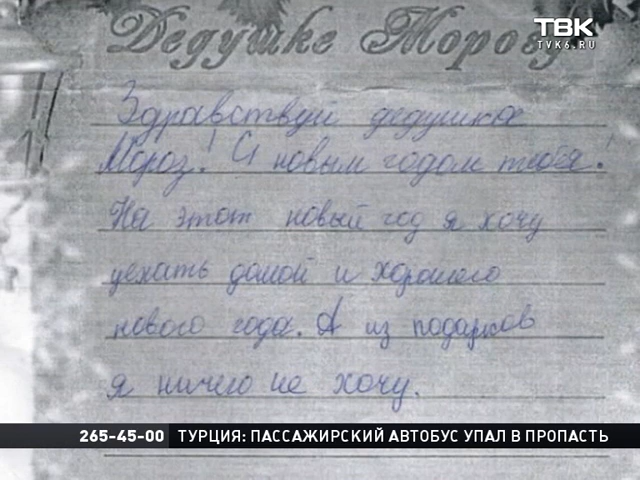 ТВК
TVK6.RU
Дедушке Морозу
Здравствуй дедушка
Мороз! С новым годом тебя!
На этот новый год я хочу
уехать домой и хорошего
нового года. А из подарков
я ничего не хочу.
265-45-00 ТУРЦИЯ: ПАССАЖИРСКИЙ АВТОБУС УПАЛ В ПРОПАСТЬ